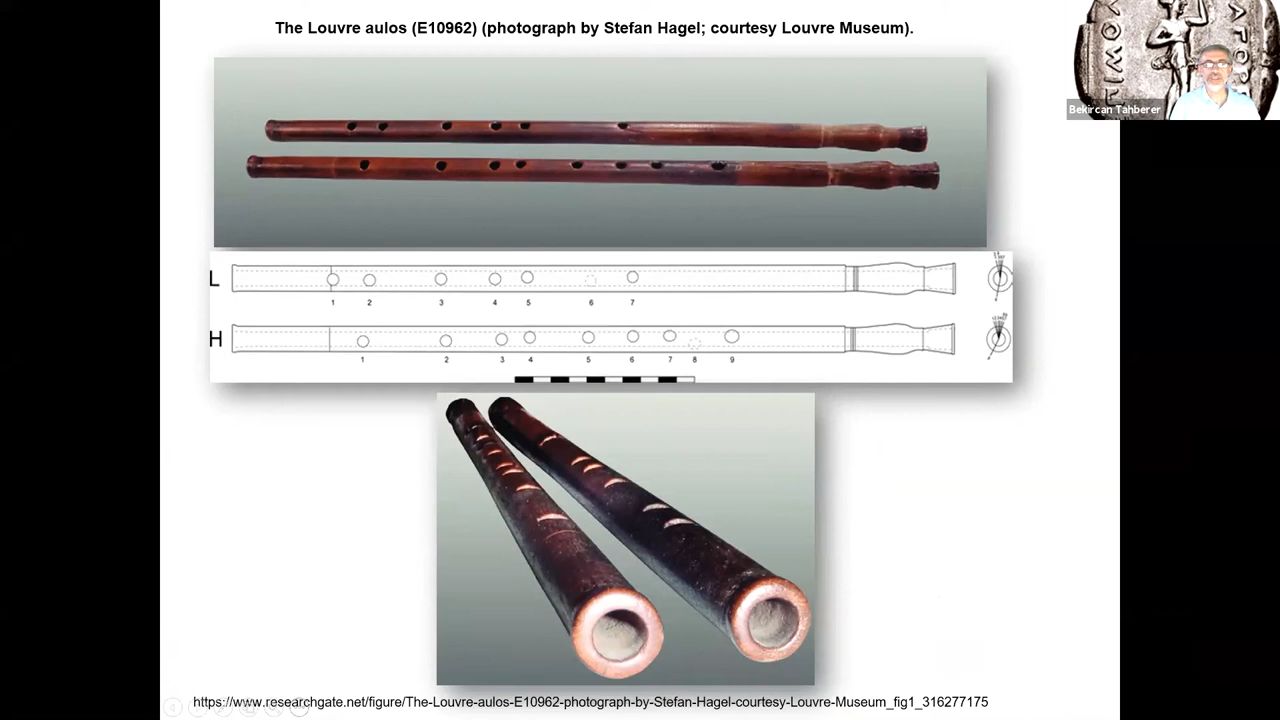 The Louvre aulos (E10962) (photograph by Stefan Hagel; courtesy Louvre Museum).
Bekircan Tahberer
L
1 2 3 4 5 6 7
H
1 2 3 4 5 6 7 8 9
https://www.researchgate.net/figure/The-Louvre-aulos-E10962-photograph-by-Stefan-Hagel-courtesy-Louvre-Museum_fig1_316277175